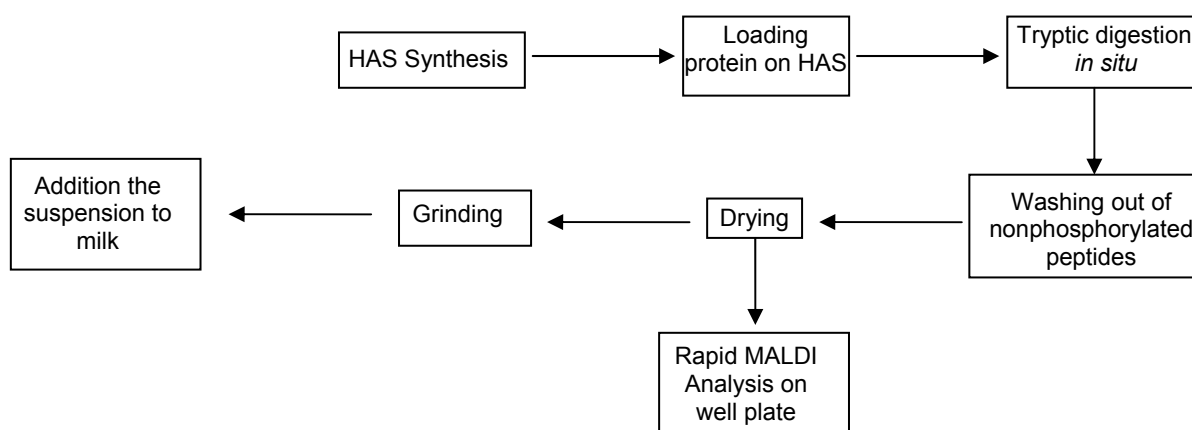 HAS Synthesis
Loading
protein on HAS
Tryptic digestion
in situ
Washing out of
nonphosphorylated
peptides
Drying
Grinding
Addition the
suspension to
milk
Rapid MALDI
Analysis on
well plate